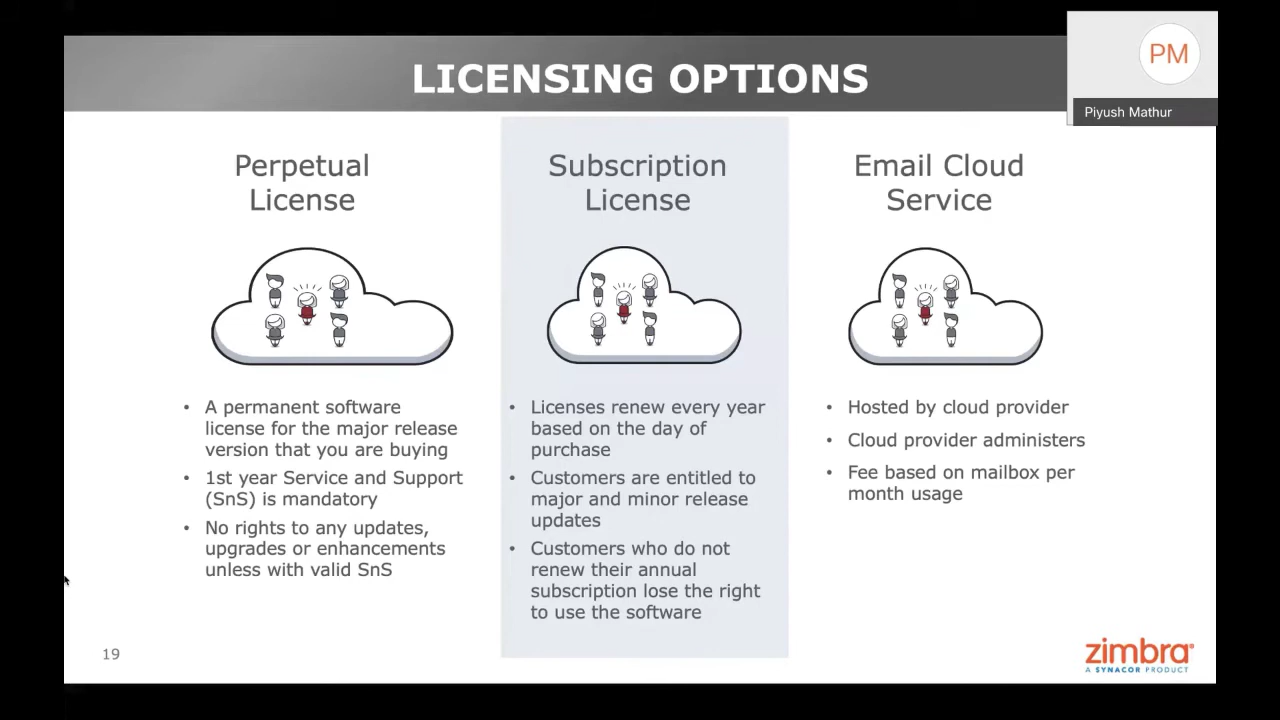 LICENSING OPTIONS
PM
Piyush Mathur
Perpetual
License
• A permanent software
license for the major release
version that you are buying
• 1st year Service and Support
(SnS) is mandatory
• No rights to any updates,
upgrades or enhancements
unless with valid SnS
Subscription
License
• Licenses renew every year
based on the day of
purchase
• Customers are entitled to
major and minor release
updates
• Customers who do not
renew their annual
subscription lose the right
to use the software
Email Cloud
Service
• Hosted by cloud provider
• Cloud provider administers
• Fee based on mailbox per
month usage
19
zimbra®
A SYNACOR PRODUCT